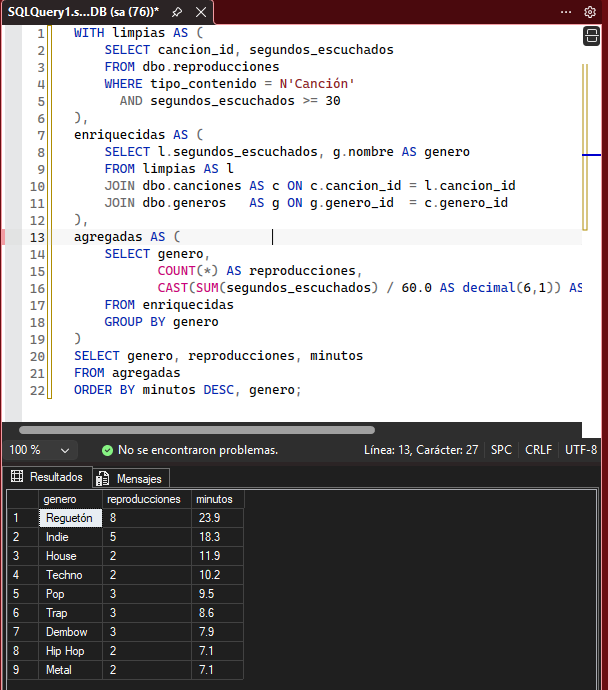 SQLQuery1.s...DB (sa (76))*
1 WITH limpias AS (
2 SELECT cancion_id, segundos_escuchados
3 FROM dbo.reproducciones
4 WHERE tipo_contenido = N'Canción'
5 AND segundos_escuchados >= 30
6 ),
7 enriquecidas AS (
8 SELECT l.segundos_escuchados, g.nombre AS genero
9 FROM limpias AS l
10 JOIN dbo.canciones AS c ON c.cancion_id = l.cancion_id
11 JOIN dbo.generos AS g ON g.genero_id = c.genero_id
12 ),
13 agregadas AS (
14 SELECT genero,
15 COUNT(*) AS reproducciones,
16 CAST(SUM(segundos_escuchados) / 60.0 AS decimal(6,1)) AS
17 FROM enriquecidas
18 GROUP BY genero
19 )
20 SELECT genero, reproducciones, minutos
21 FROM agregadas
22 ORDER BY minutos DESC, genero;
100 % No se encontraron problemas. Línea: 13, Carácter: 27 SPC CRLF UTF-8
Resultados Mensajes
genero reproducciones minutos
1 Reguetón 8 23.9
2 Indie 5 18.3
3 House 2 11.9
4 Techno 2 10.2
5 Pop 3 9.5
6 Trap 3 8.6
7 Dembow 3 7.9
8 Hip Hop 2 7.1
9 Metal 2 7.1